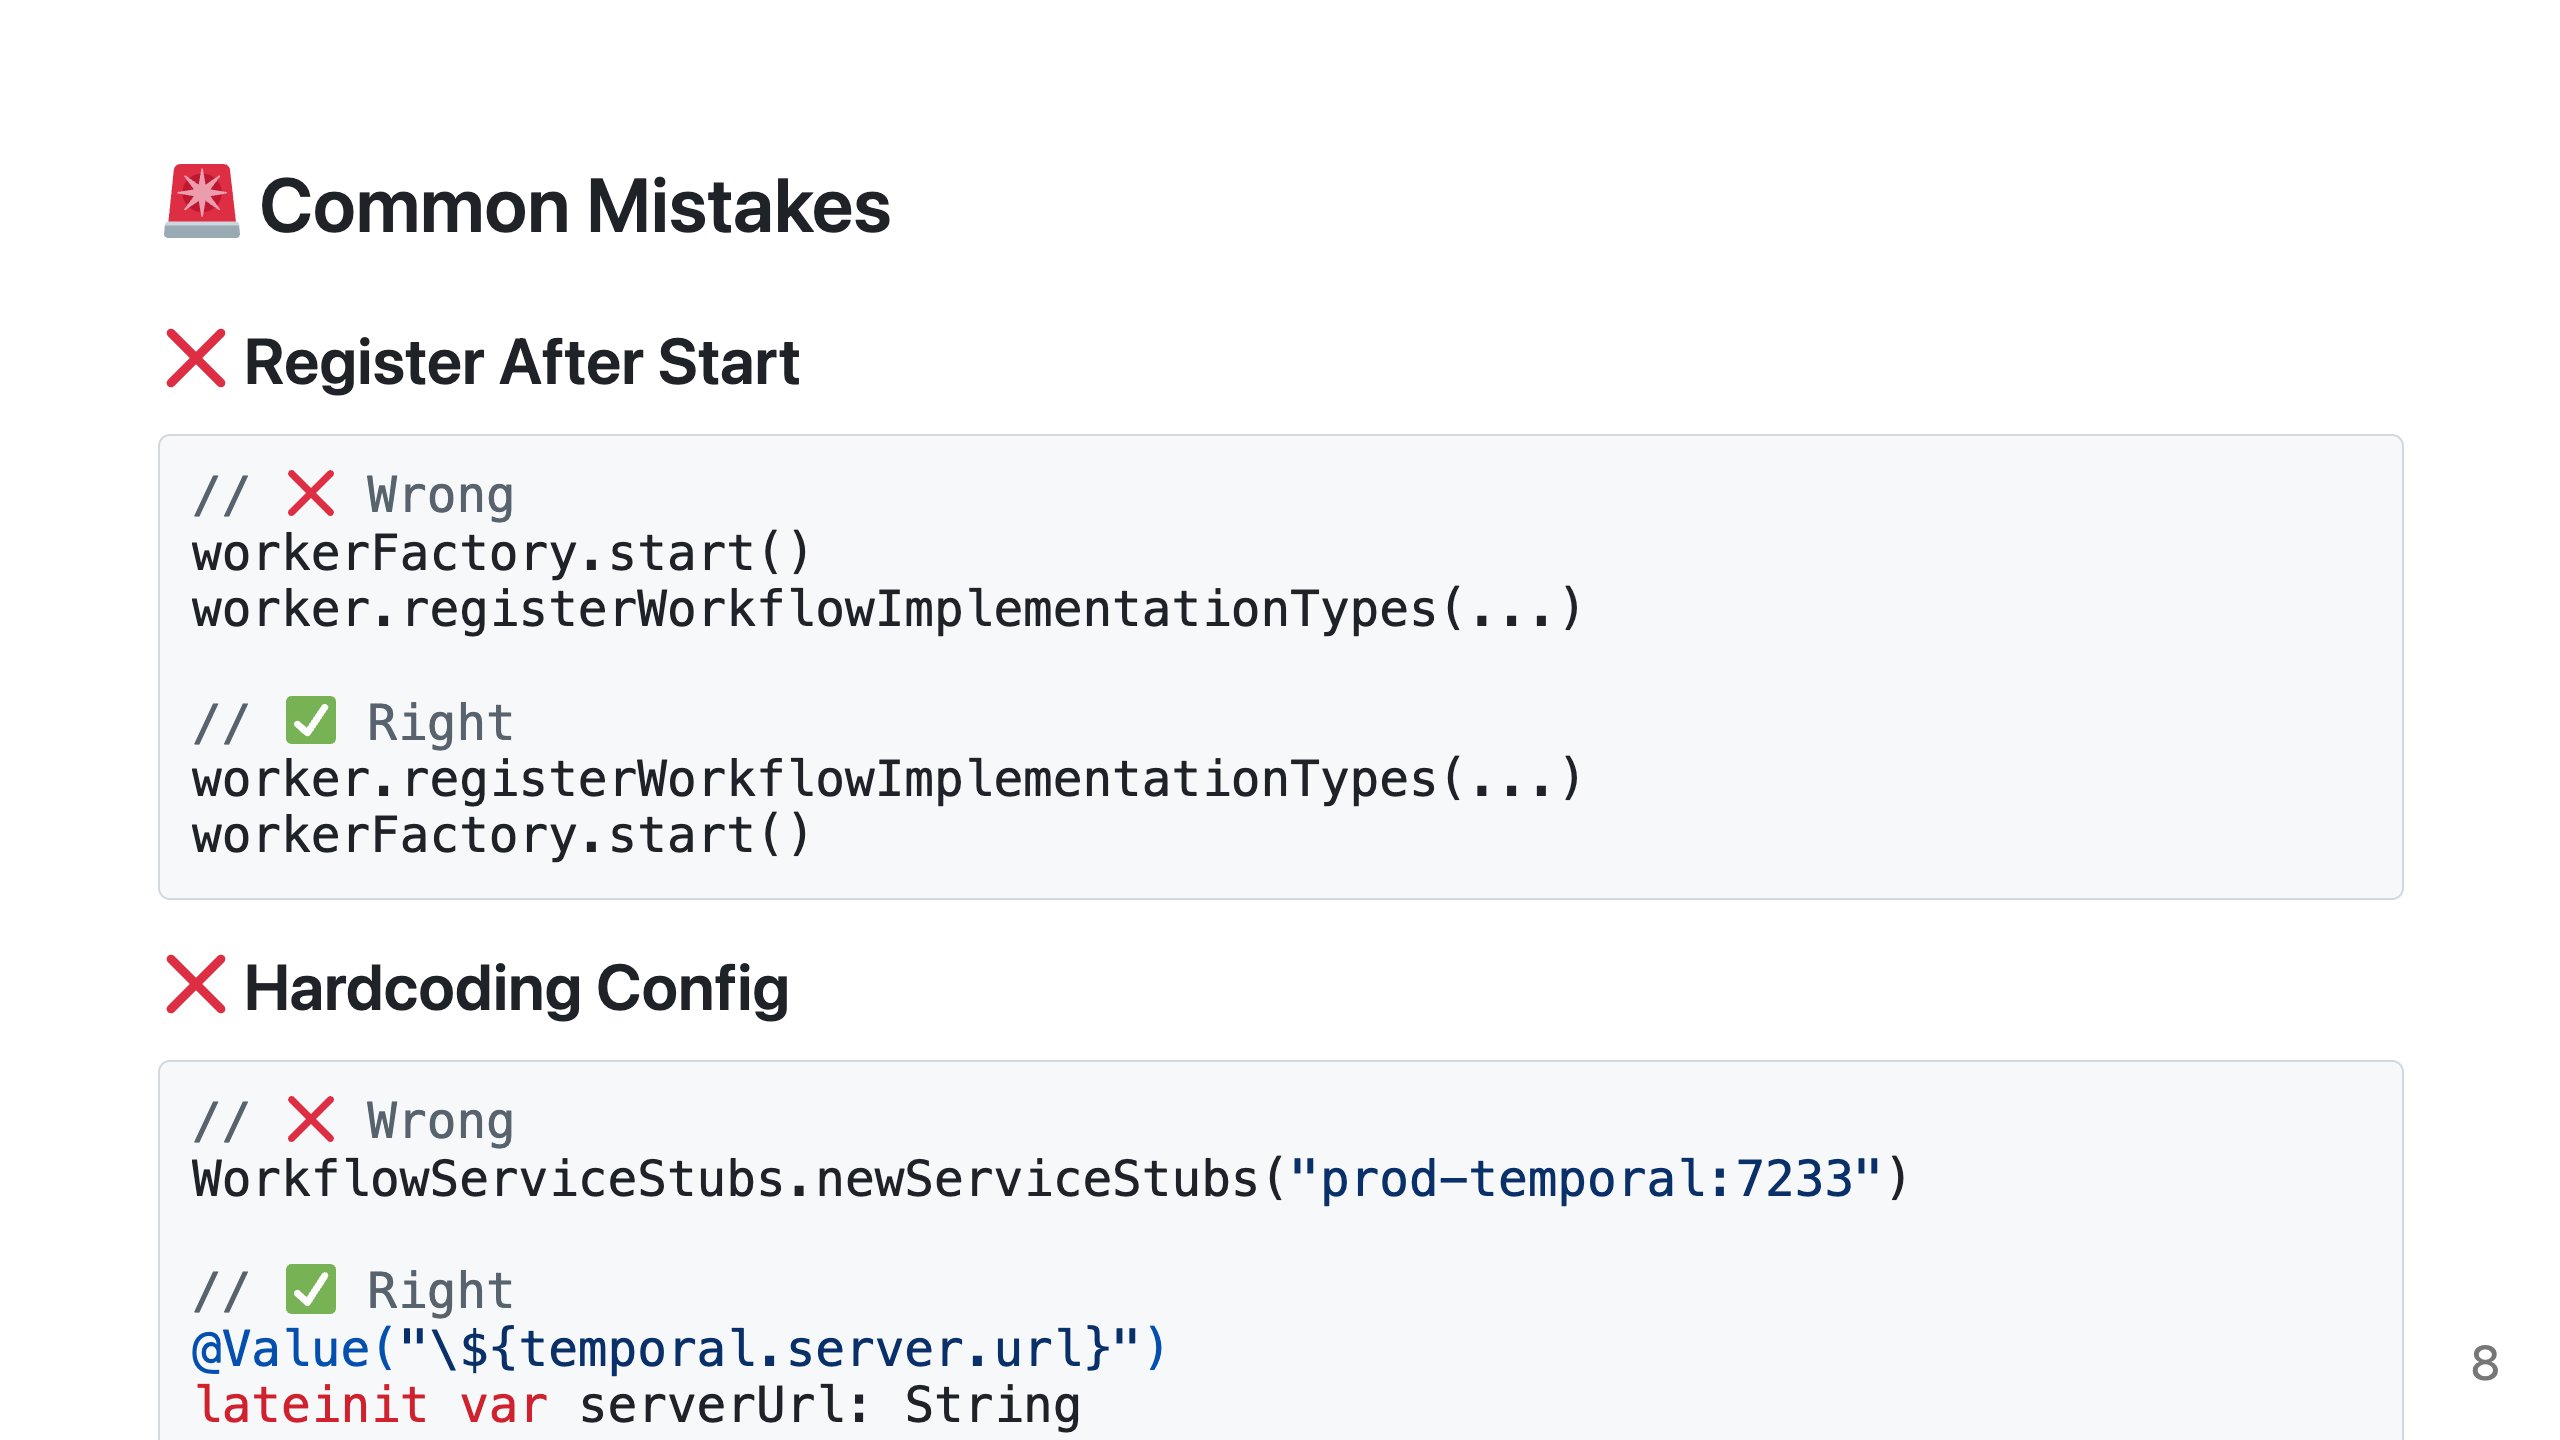 🚨 Common Mistakes
❌ Register After Start
// ❌ Wrong
workerFactory.start()
worker.registerWorkflowImplementationTypes(...)
// ✅ Right
worker.registerWorkflowImplementationTypes(...)
workerFactory.start()
❌ Hardcoding Config
// ❌ Wrong
WorkflowServiceStubs.newServiceStubs("prod-temporal:7233")
// ✅ Right
@Value("\${temporal.server.url}")
lateinit var serverUrl: String
8